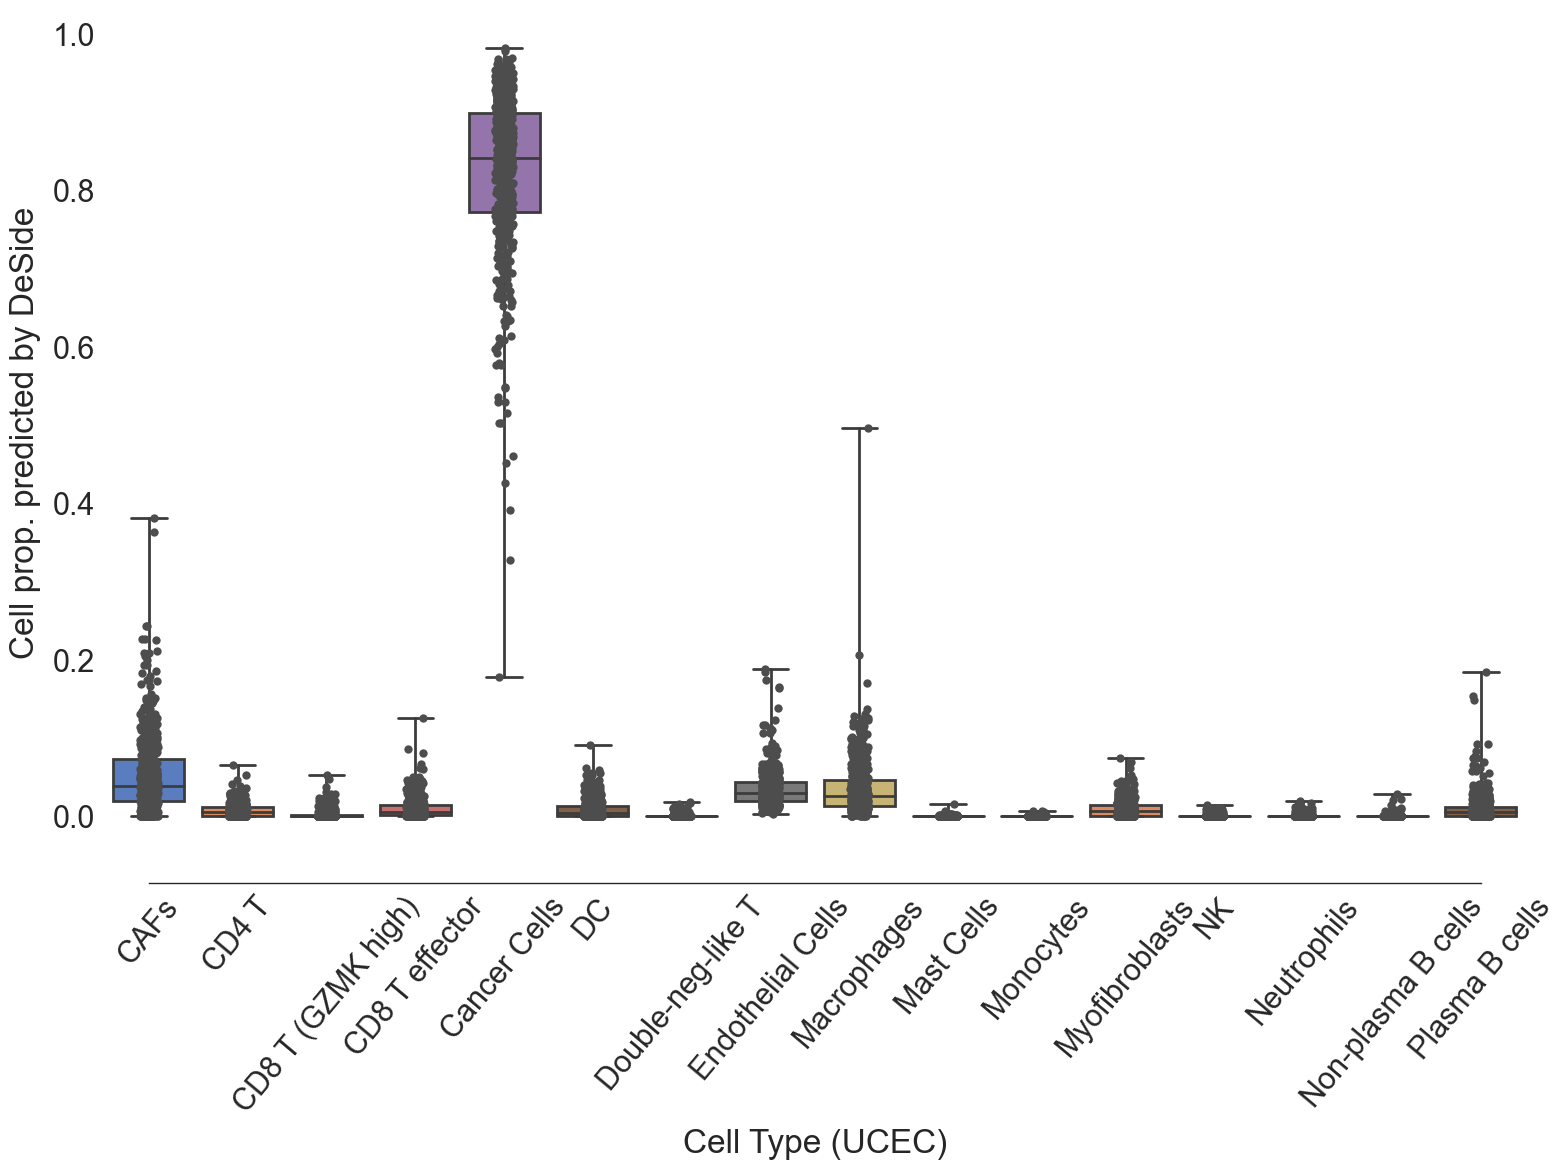 Cell prop. predicted by DeSide
1.0
0.8
0.6
0.4
0.2
0.0
CAFs
CD4 T
CD8 T (GZMK high)
CD8 T effector
Cancer Cells
DC
Double-neg-like T
Endothelial Cells
Macrophages
Mast Cells
Monocytes
Myofibroblasts
NK
Neutrophils
Non-plasma B cells
Plasma B cells
Cell Type (UCEC)